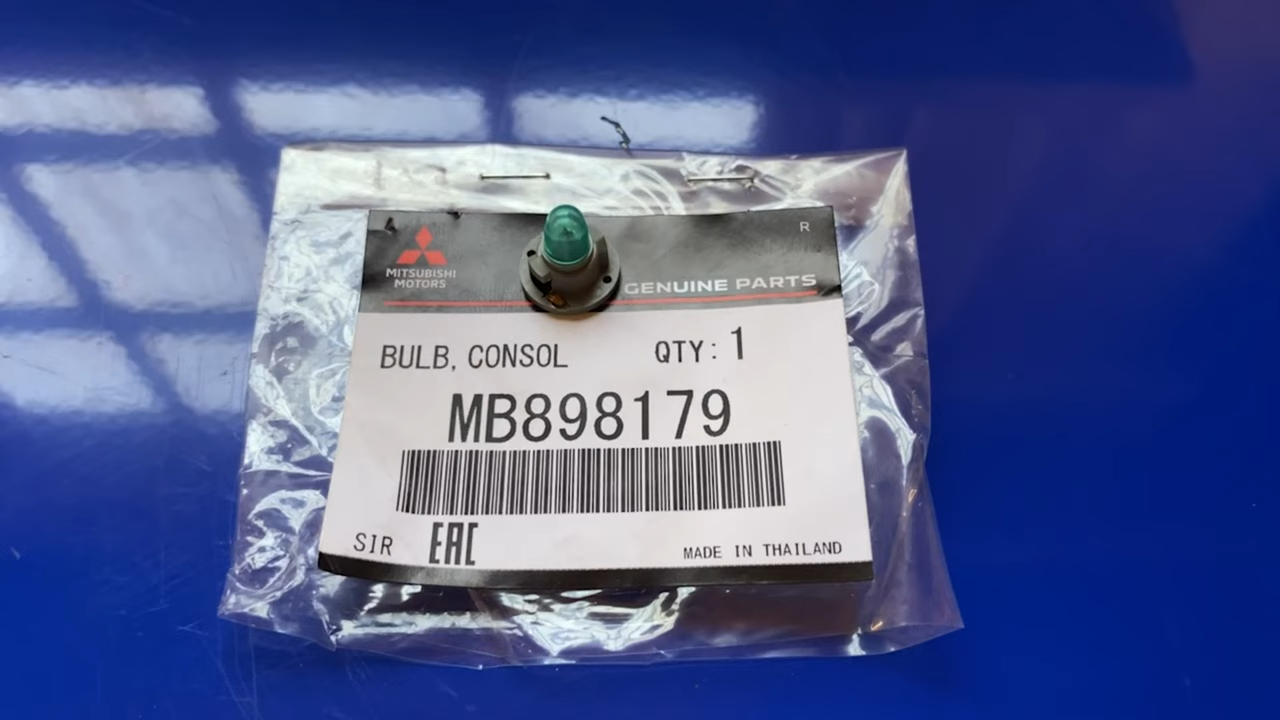 R
MITSUBISHI
MOTORS
GENUINE PARTS
BULB, CONSOL QTY: 1
MB898179
SIR EAC MADE IN THAILAND